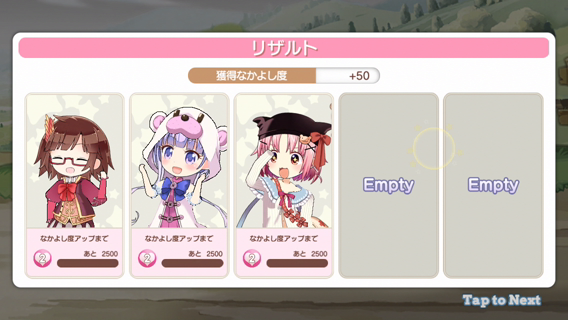 リザルト
獲得なかよし度 +50
なかよし度アップまで
2 あと 2500
なかよし度アップまで
2 あと 2500
なかよし度アップまで
2 あと 2500
Empty
Empty
Tap to Next